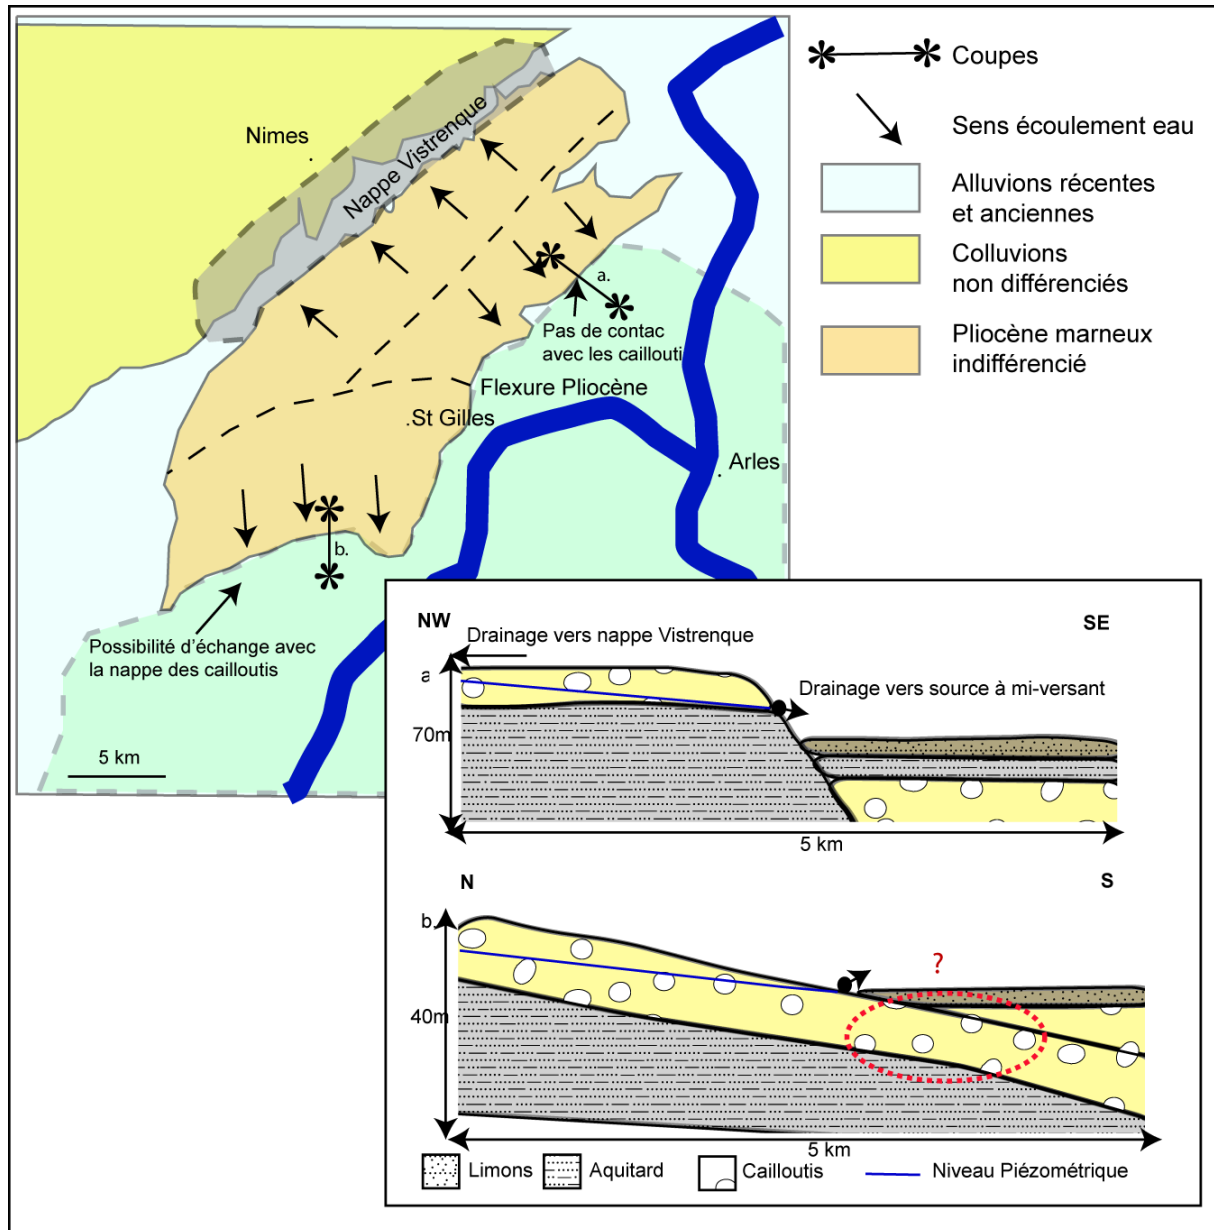 Coupes
Sens écoulement eau
Alluvions récentes
et anciennes
Colluvions
non différenciés
Pliocène marneux
indifférencié
Nimes
Nappe Vistrenque
a.
Pas de contac
avec les caillouti
Flexure Pliocène
St Gilles
Arles
b.
Possibilité d'échange avec
la nappe des cailloutis
5 km
NW
SE
Drainage vers nappe Vistrenque
a
Drainage vers source à mi-versant
70m
5 km
N
S
b.
?
40m
5 km
Limons
Aquitard
Cailloutis
Niveau Piézométrique